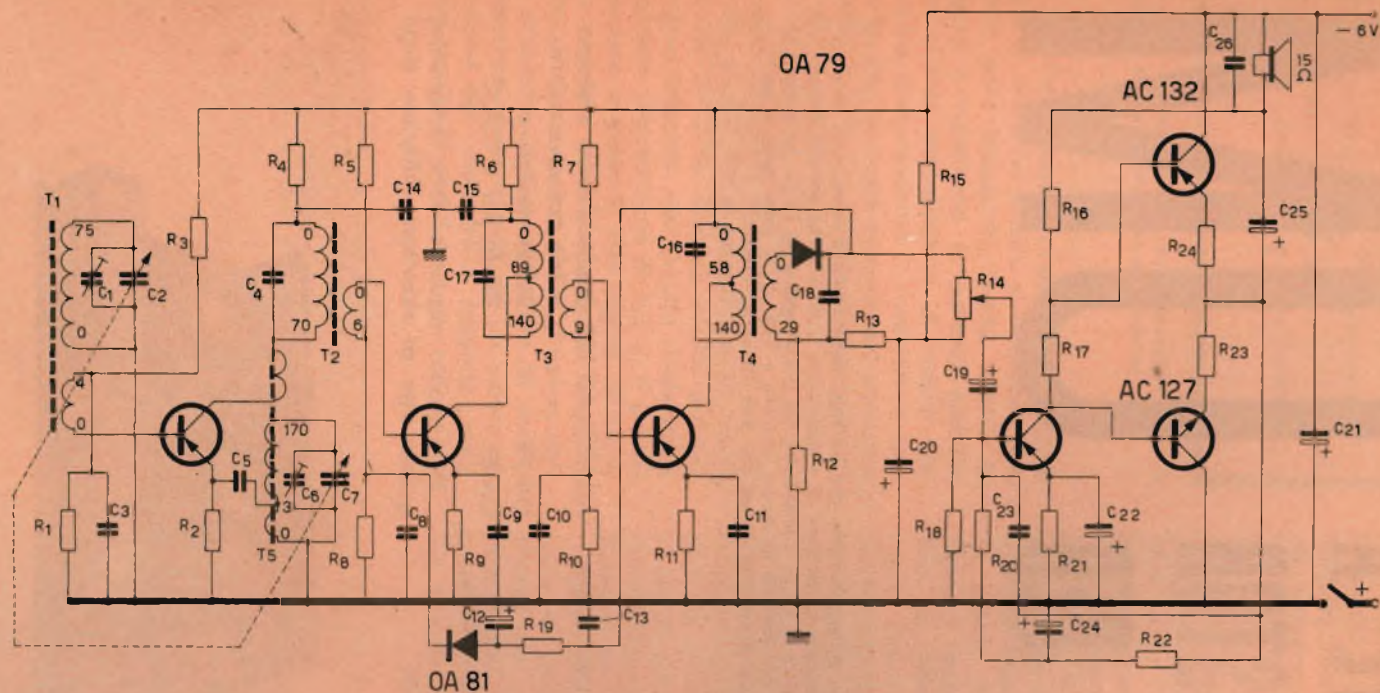 OA 79
C26
15 Ω
− 6V
AC 132
R4
R5
C14
C15
R6
R7
R15
R16
C25
+
T1
75
0
4
0
C1
C2
R3
C4
0
70
T2
0
6
C17
0
89
140
T3
0
9
C16
0
58
140
T4
0
29
C18
R13
R14
R24
R17
R23
C19
+
AC 127
C5
170
13
0
C6
C7
T5
R12
C20
+
C21
+
R1
C3
R2
R8
C8
R9
C9
C10
R10
R11
C11
R18
R20
C23
R21
C22
+
C12
+
R19
C13
+
C24
R22
+
OA 81